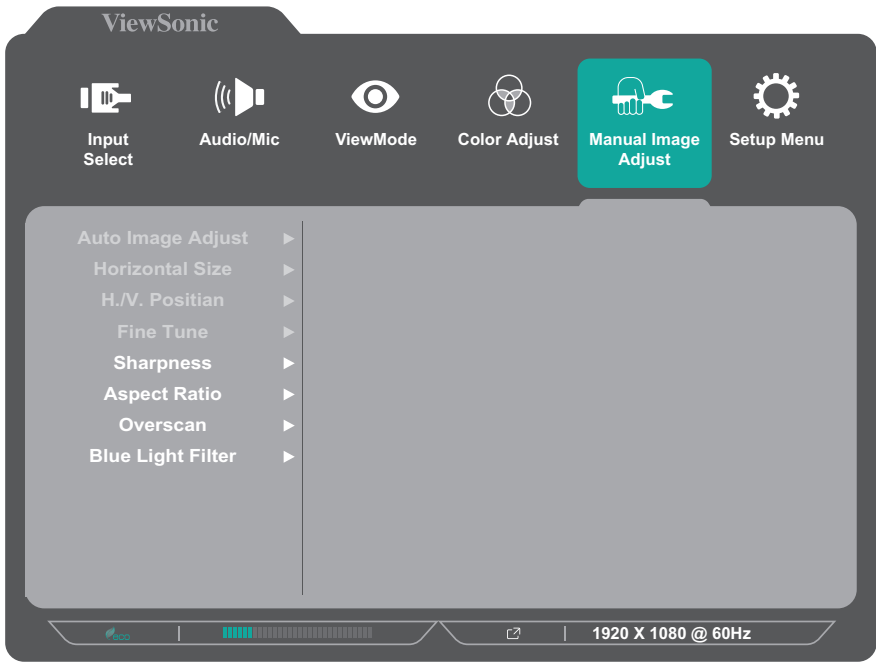 ViewSonic
Input Select
Audio/Mic
ViewMode
Color Adjust
Manual Image Adjust
Setup Menu
Auto Image Adjust
Horizontal Size
H./V. Positian
Fine Tune
Sharpness
Aspect Ratio
Overscan
Blue Light Filter
eco
1920 X 1080 @ 60Hz